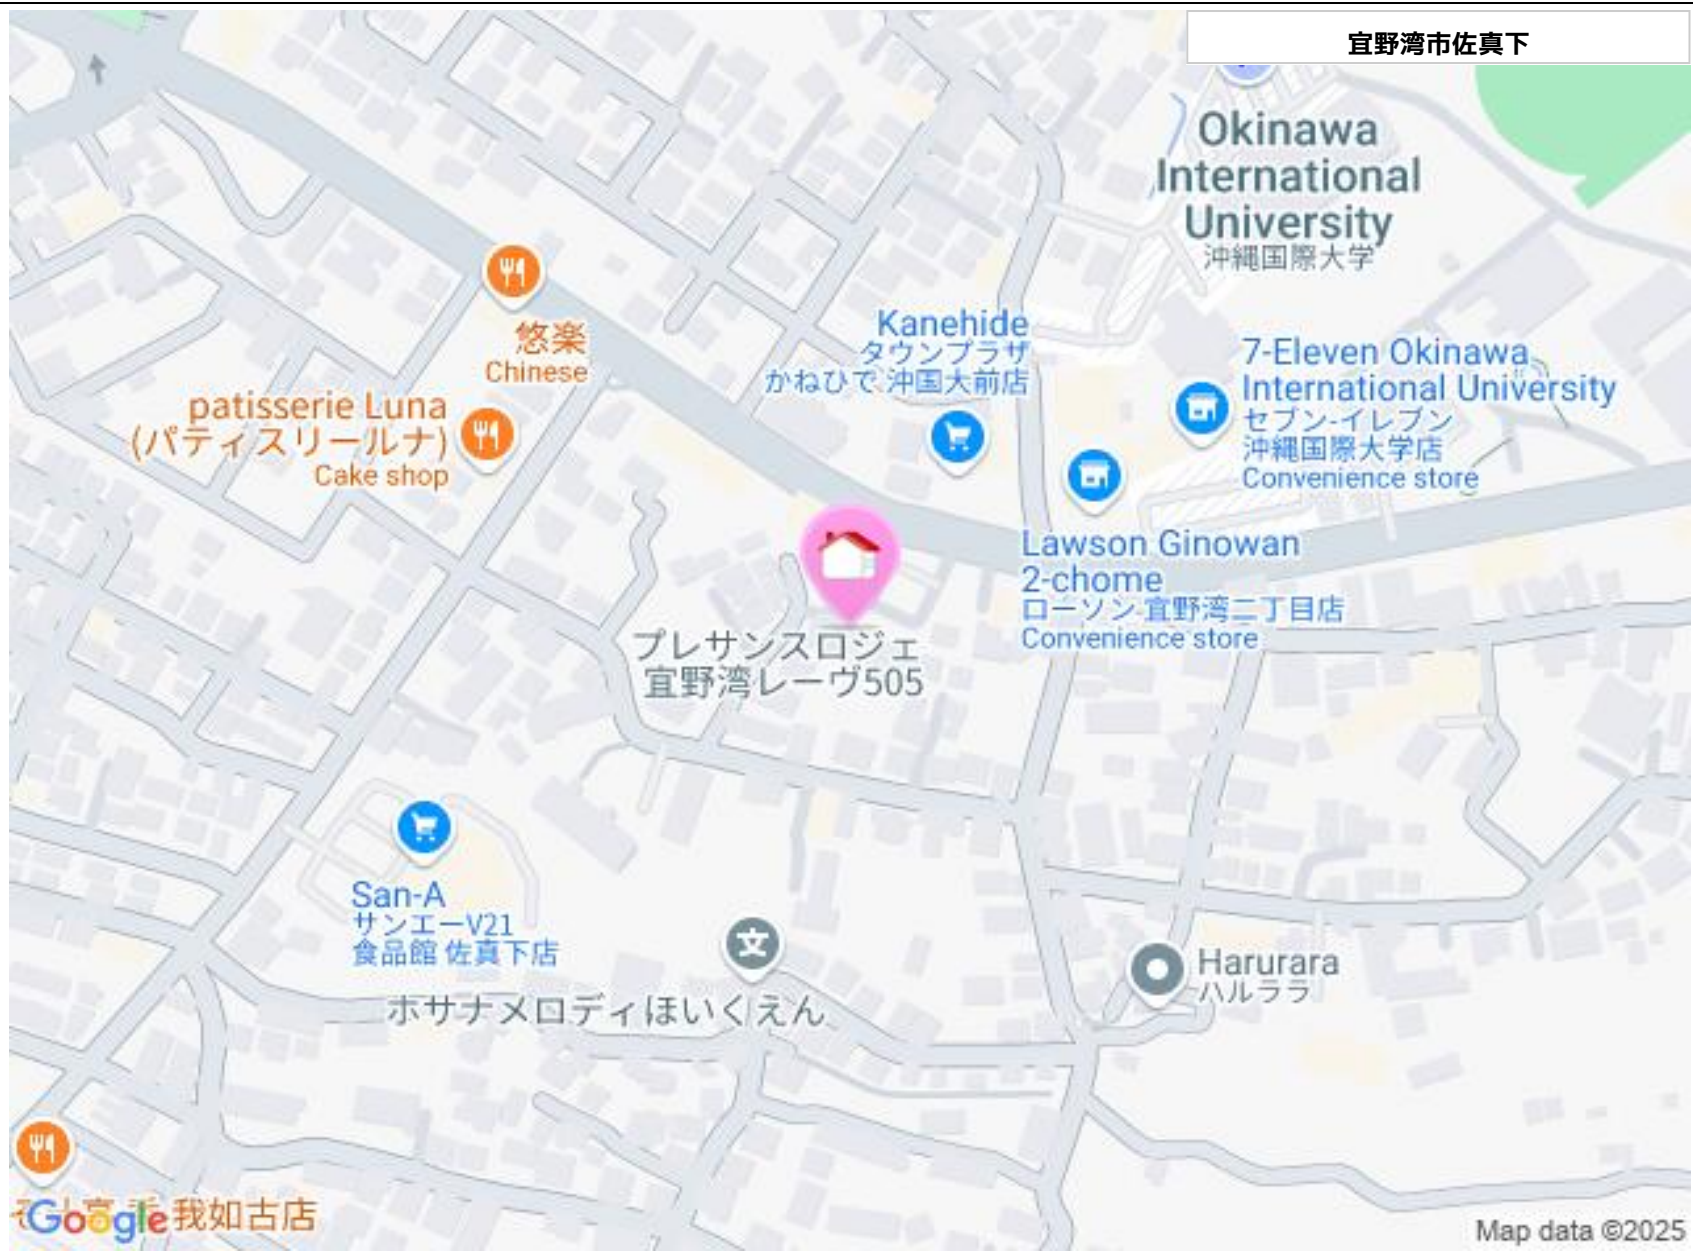 宜野湾市佐真下
Okinawa
International
University
沖縄国際大学
悠楽
Chinese
Kanehide
タウンプラザ
かねひで 沖国大前店
7-Eleven Okinawa
International University
セブン-イレブン
沖縄国際大学店
Convenience store
patisserie Luna
(パティスリールナ)
Cake shop
Lawson Ginowan
2-chome
ローソン 宜野湾二丁目店
Convenience store
プレサンスロジェ
宜野湾レーヴ505
San-A
サンエーV21
食品館 佐真下店
文
Harurara
ハルララ
ホサナメロディほいくえん
Google
我如古店
Map data ©2025